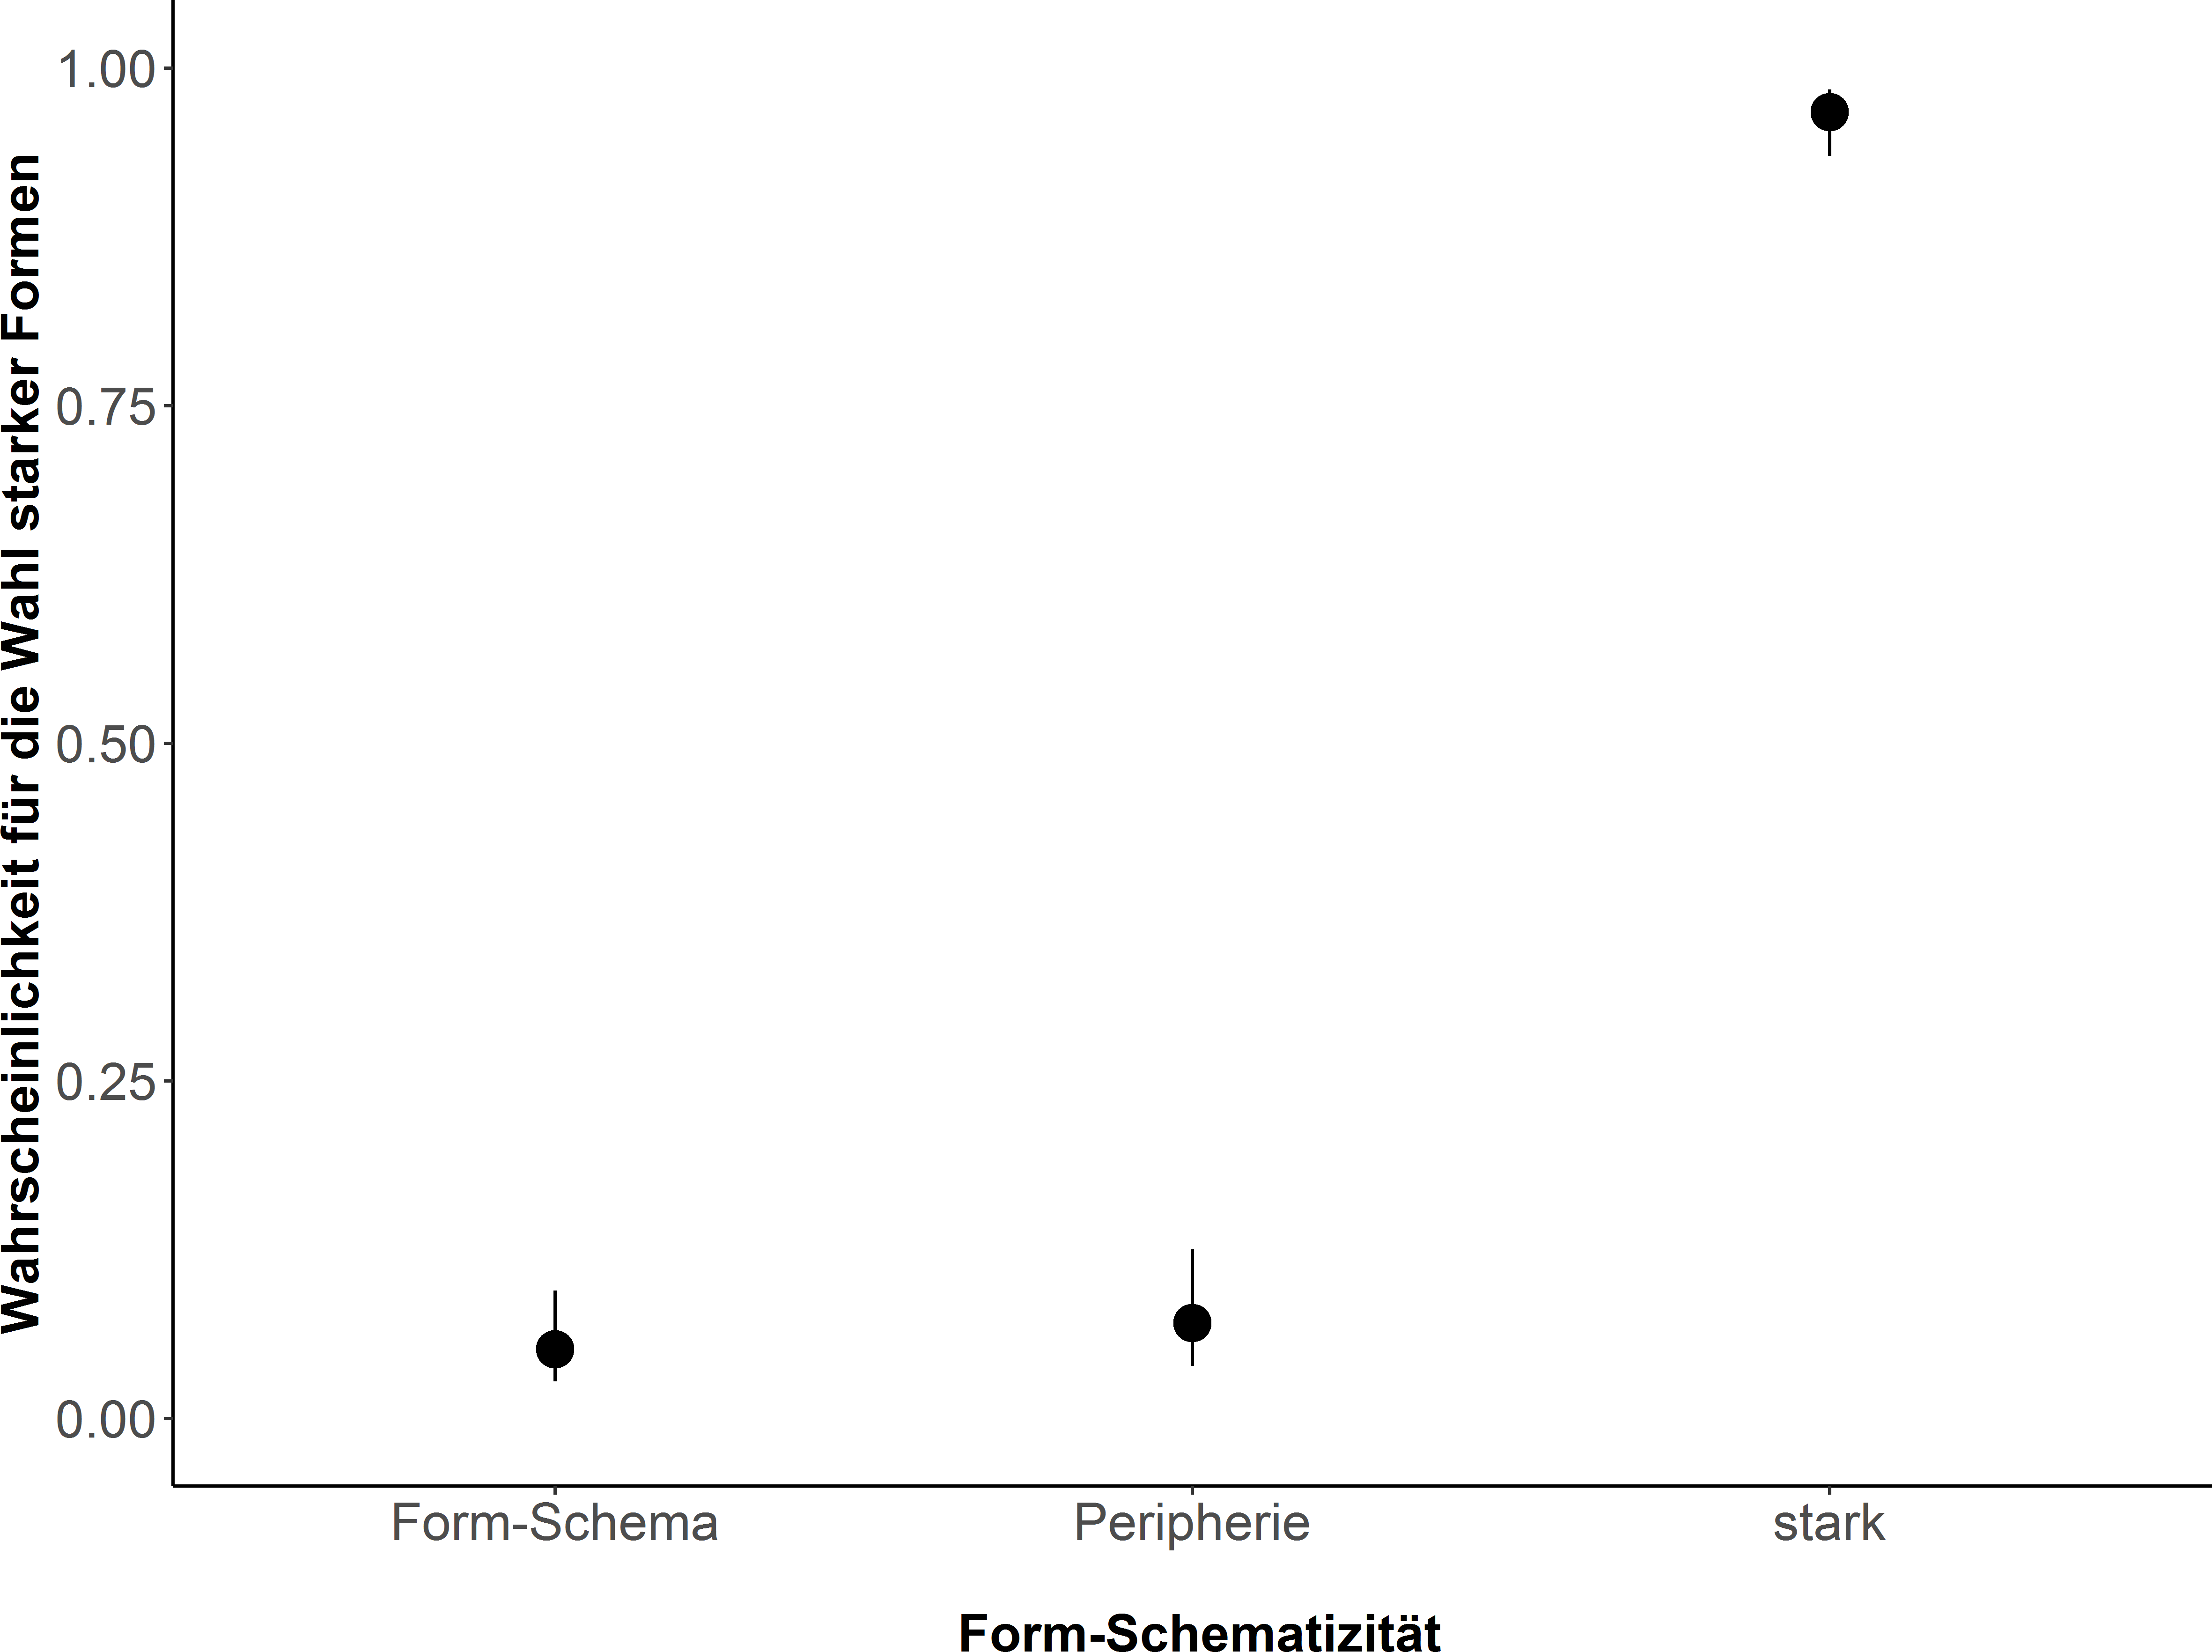 Wahrscheinlichkeit für die Wahl starker Formen
1.00
0.75
0.50
0.25
0.00
Form-Schema
Peripherie
stark
Form-Schematizität